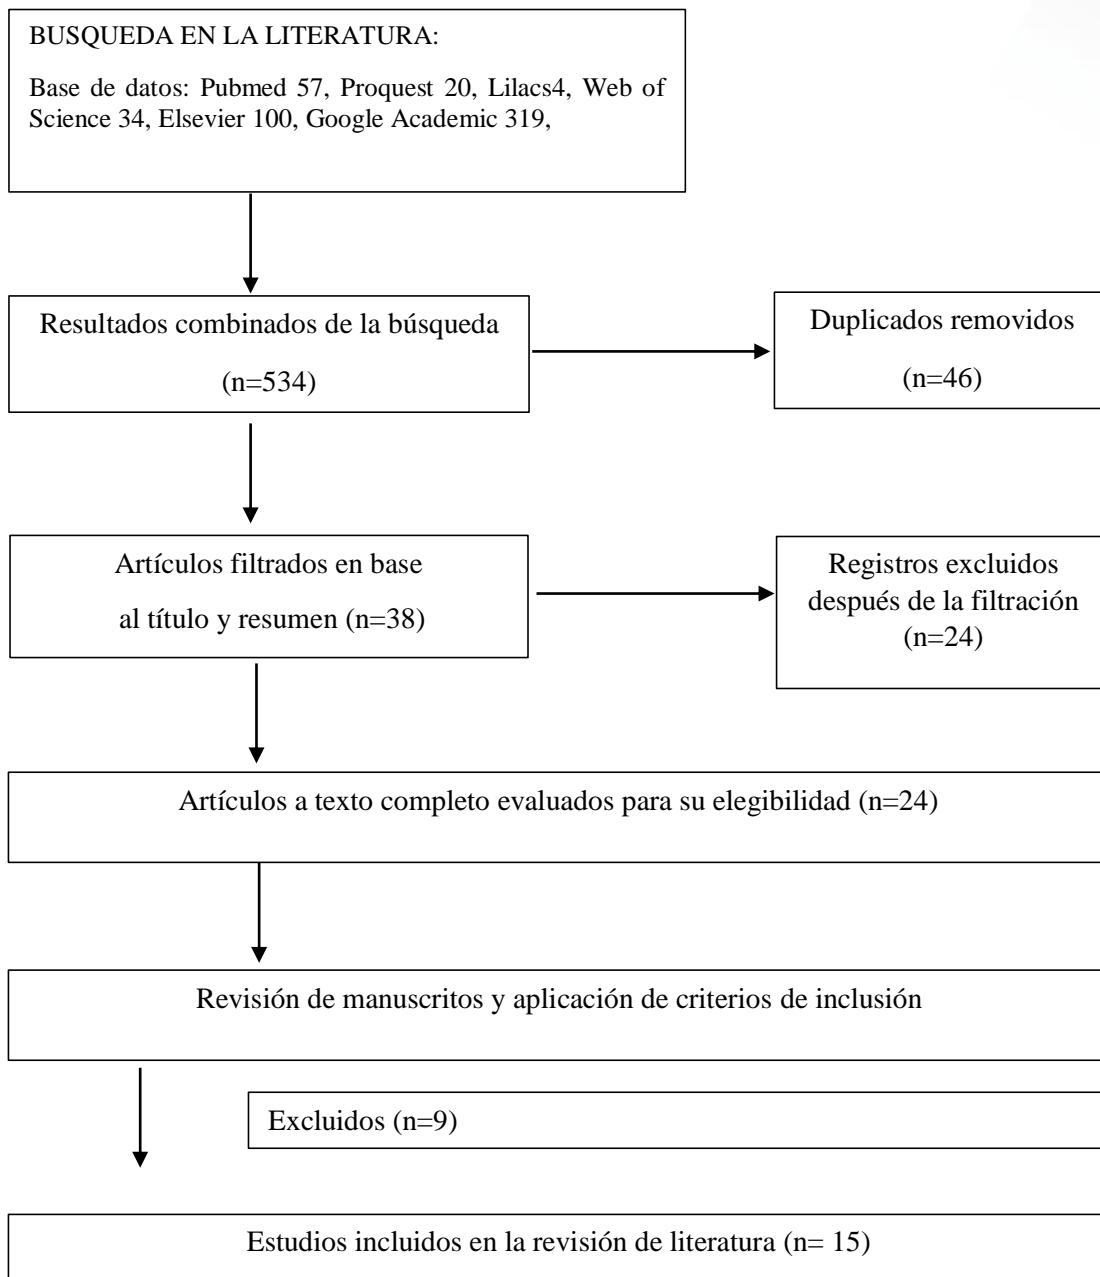 BUSQUEDA EN LA LITERATURA:
Base de datos: Pubmed 57, Proquest 20, Lilacs4, Web of
Science 34, Elsevier 100, Google Academic 319,
Resultados combinados de la búsqueda
(n=534)
Duplicados removidos
(n=46)
Artículos filtrados en base
al título y resumen (n=38)
Registros excluidos
después de la filtración
(n=24)
Artículos a texto completo evaluados para su elegibilidad (n=24)
Revisión de manuscritos y aplicación de criterios de inclusión
Excluidos (n=9)
Estudios incluidos en la revisión de literatura (n= 15)